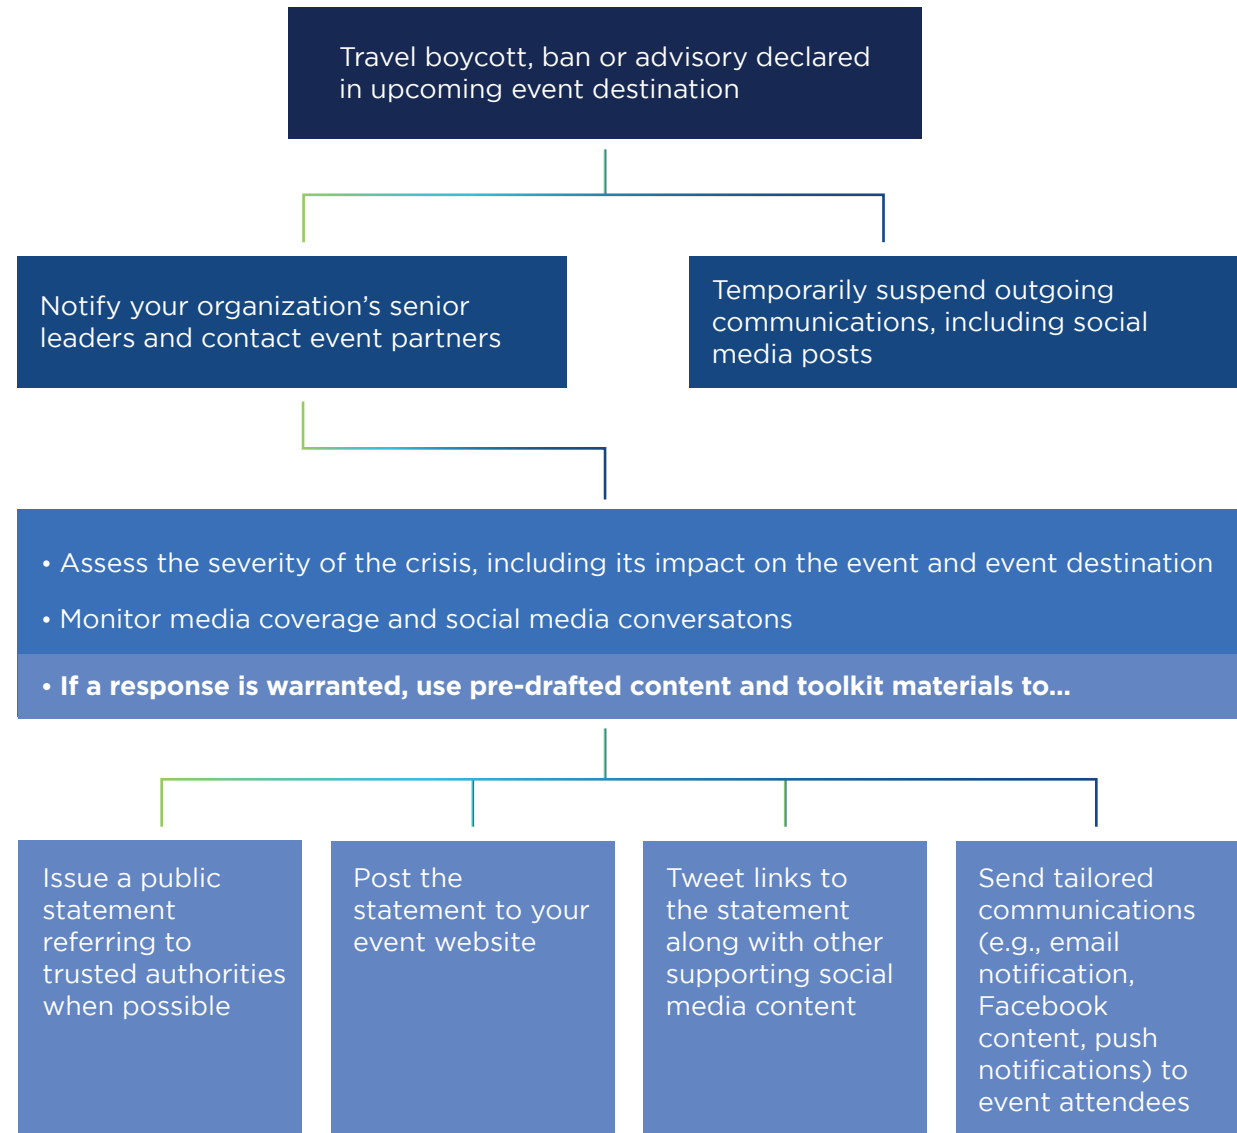 Travel boycott, ban or advisory declared
in upcoming event destination
Notify your organization's senior
leaders and contact event partners
Temporarily suspend outgoing
communications, including social
media posts
• Assess the severity of the crisis, including its impact on the event and event destination
• Monitor media coverage and social media conversatons
• If a response is warranted, use pre-drafted content and toolkit materials to...
Issue a public
statement
referring to
trusted authorities
when possible
Post the
statement to your
event website
Tweet links to
the statement
along with other
supporting social
media content
Send tailored
communications
(e.g., email
notification,
Facebook
content, push
notifications) to
event attendees